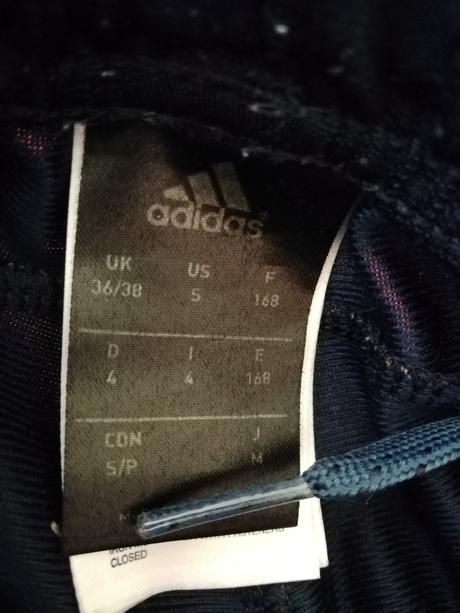 adidas
UK US F
36/38 5 168
D I E
4 4 168
CDN J
S/P M
CLOSED